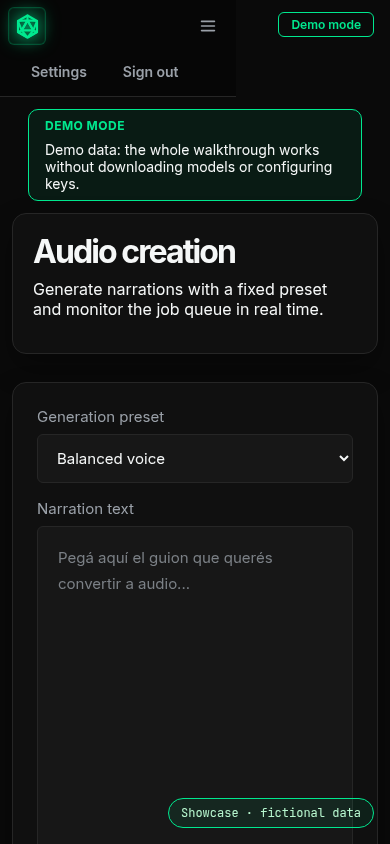 Demo mode
Settings
Sign out
DEMO MODE
Demo data: the whole walkthrough works
without downloading models or configuring
keys.
Audio creation
Generate narrations with a fixed preset
and monitor the job queue in real time.
Generation preset
Balanced voice
Narration text
Pegá aquí el guion que querés
convertir a audio...
Showcase · fictional data